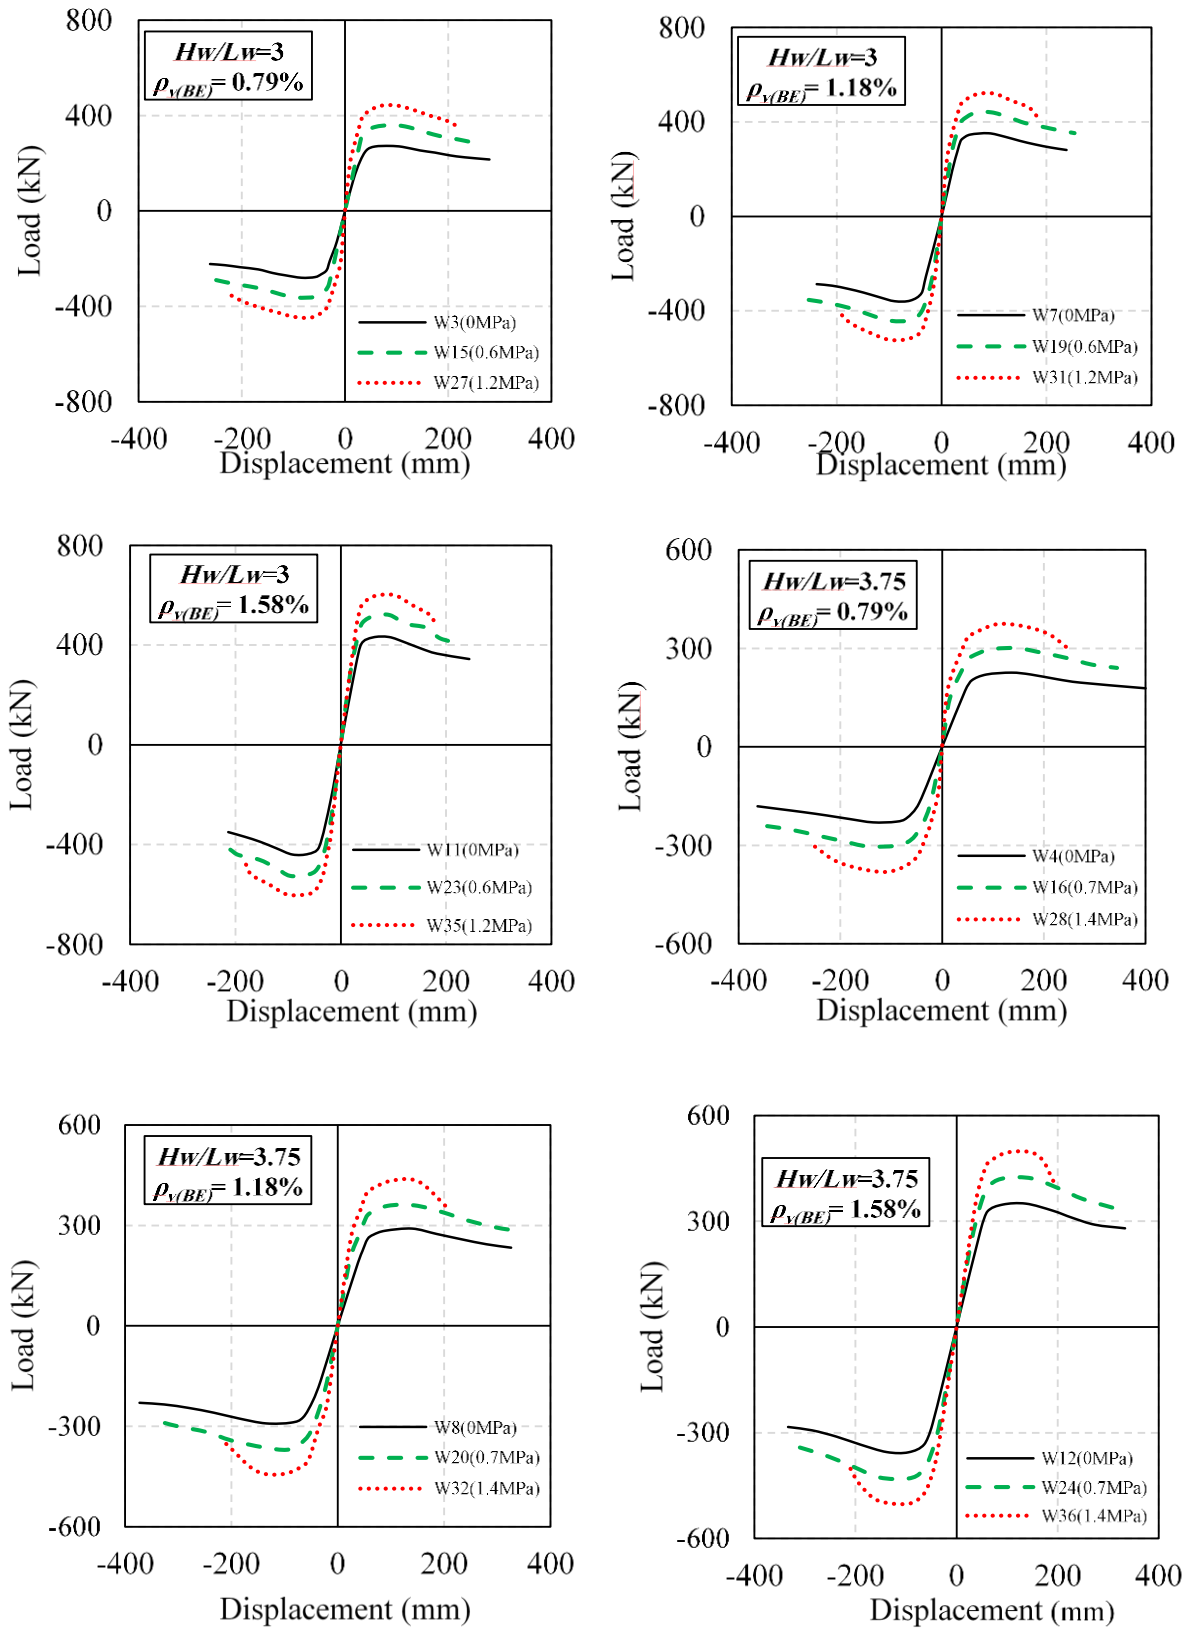 800
Hw/Lw=3
ρv(BE)= 0.79%
400
0
-400
-800
Load (kN)
W3(0MPa)
W15(0.6MPa)
W27(1.2MPa)
-400 -200 0 200 400
Displacement (mm)
800
Hw/Lw=3
ρv(BE)= 1.18%
400
0
-400
-800
Load (kN)
W7(0MPa)
W19(0.6MPa)
W31(1.2MPa)
-400 -200 0 200 400
Displacement (mm)
800
Hw/Lw=3
ρv(BE)= 1.58%
400
0
-400
-800
Load (kN)
W11(0MPa)
W23(0.6MPa)
W35(1.2MPa)
-400 -200 0 200 400
Displacement (mm)
600
Hw/Lw=3.75
ρv(BE)= 0.79%
300
0
-300
-600
Load (kN)
W4(0MPa)
W16(0.7MPa)
W28(1.4MPa)
-400 -200 0 200 400
Displacement (mm)
600
Hw/Lw=3.75
ρv(BE)= 1.18%
300
0
-300
-600
Load (kN)
W8(0MPa)
W20(0.7MPa)
W32(1.4MPa)
-400 -200 0 200 400
Displacement (mm)
600
Hw/Lw=3.75
ρv(BE)= 1.58%
300
0
-300
-600
Load (kN)
W12(0MPa)
W24(0.7MPa)
W36(1.4MPa)
-400 -200 0 200 400
Displacement (mm)